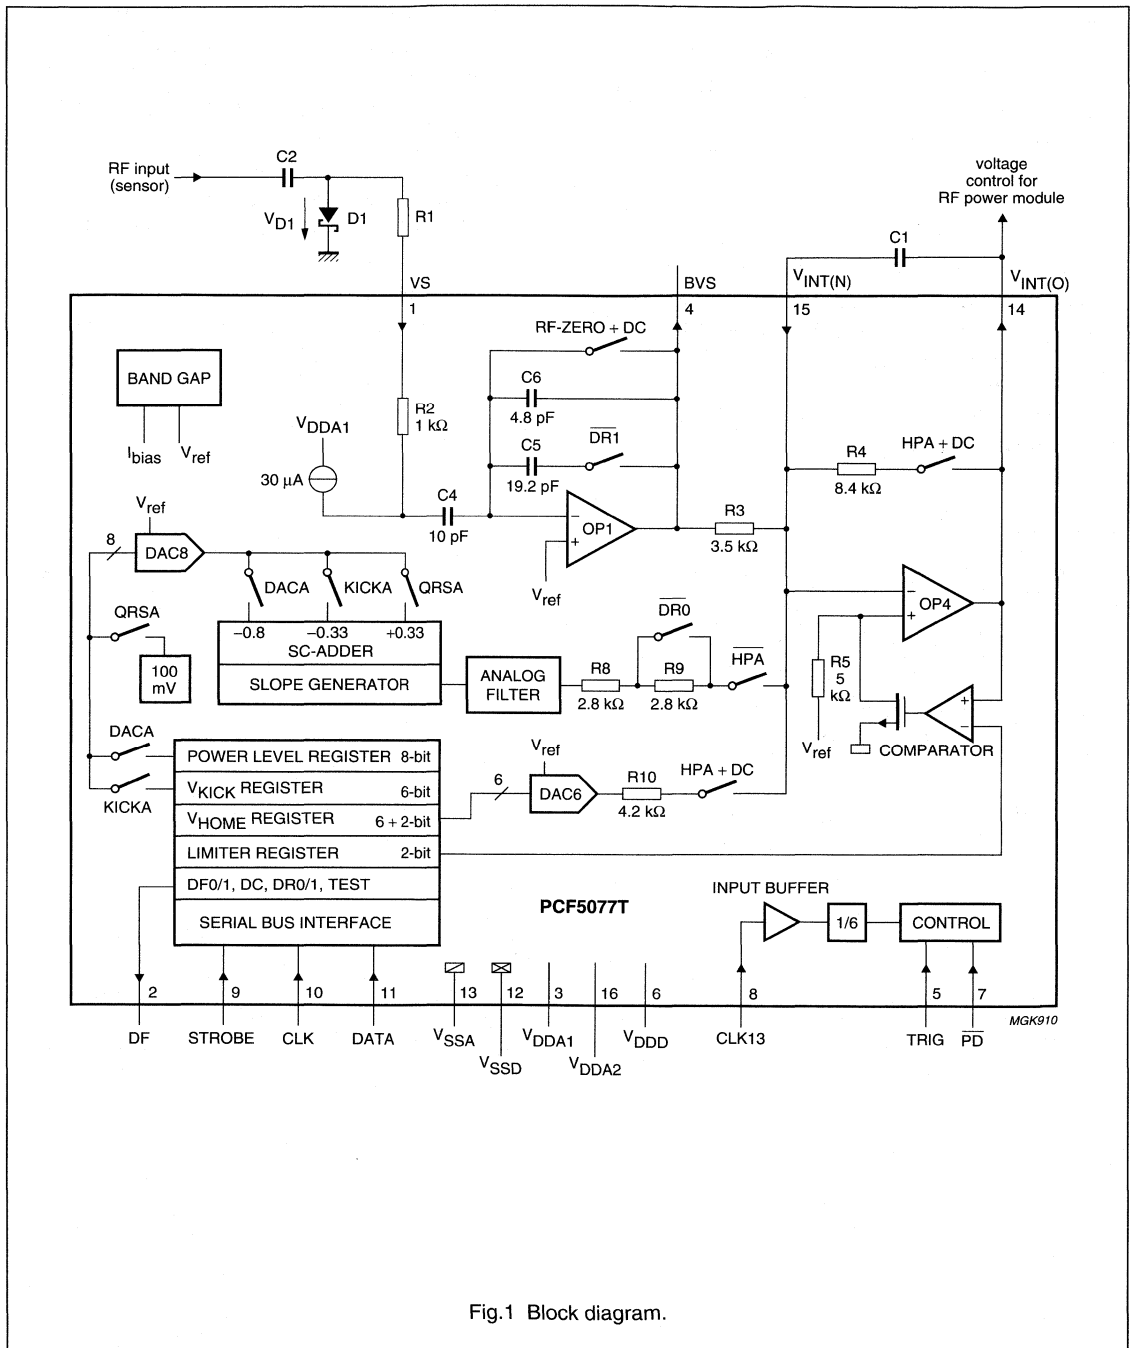 RF input
(sensor)
C2
VD1
D1
R1
voltage
control for
RF power module
C1
VS
BVS
VINT(N)
VINT(O)
1
4
15
14
RF-ZERO + DC
BAND GAP
Ibias
Vref
C6
4.8 pF
R2
1 kΩ
VDDA1
30 µA
C5
19.2 pF
DR1
R4
8.4 kΩ
HPA + DC
C4
10 pF
OP1
R3
3.5 kΩ
Vref
8
DAC8
Vref
DACA
KICKA
QRSA
−0.8
−0.33
+0.33
SC-ADDER
SLOPE GENERATOR
QRSA
100
mV
ANALOG
FILTER
R8
2.8 kΩ
DR0
R9
2.8 kΩ
HPA
OP4
R5
5
kΩ
Vref
COMPARATOR
DACA
KICKA
POWER LEVEL REGISTER 8-bit
VKICK REGISTER 6-bit
VHOME REGISTER 6 + 2-bit
LIMITER REGISTER 2-bit
DF0/1, DC, DR0/1, TEST
SERIAL BUS INTERFACE
6
Vref
DAC6
R10
4.2 kΩ
HPA + DC
PCF5077T
INPUT BUFFER
1/6
CONTROL
2
9
10
11
13
12
3
16
6
8
5
7
MGK910
DF
STROBE
CLK
DATA
VSSA
VSSD
VDDA1
VDDA2
VDDD
CLK13
TRIG
PD
Fig.1 Block diagram.